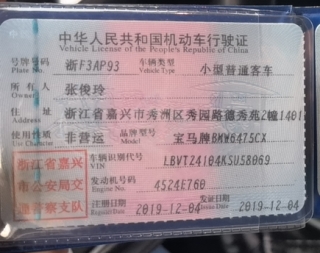 中华人民共和国机动车行驶证
Vehicle License of the People's Republic of China
号牌号码 浙F3AP93 车辆类型 小型普通客车
Plate No. Vehicle Type
所有人 张俊玲
Owner
住址 浙江省嘉兴市秀洲区秀园路德秀苑2幢1401
Address
使用性质 非营运 品牌型号 宝马牌BMW6475CX
Use Character Model
浙江省嘉兴市公安局交通警察支队
车辆识别代号
VIN
发动机号码 4524E760
Engine No.
注册日期 2019-12-04 发证日期 2019-12-04
Register Date Issue Date